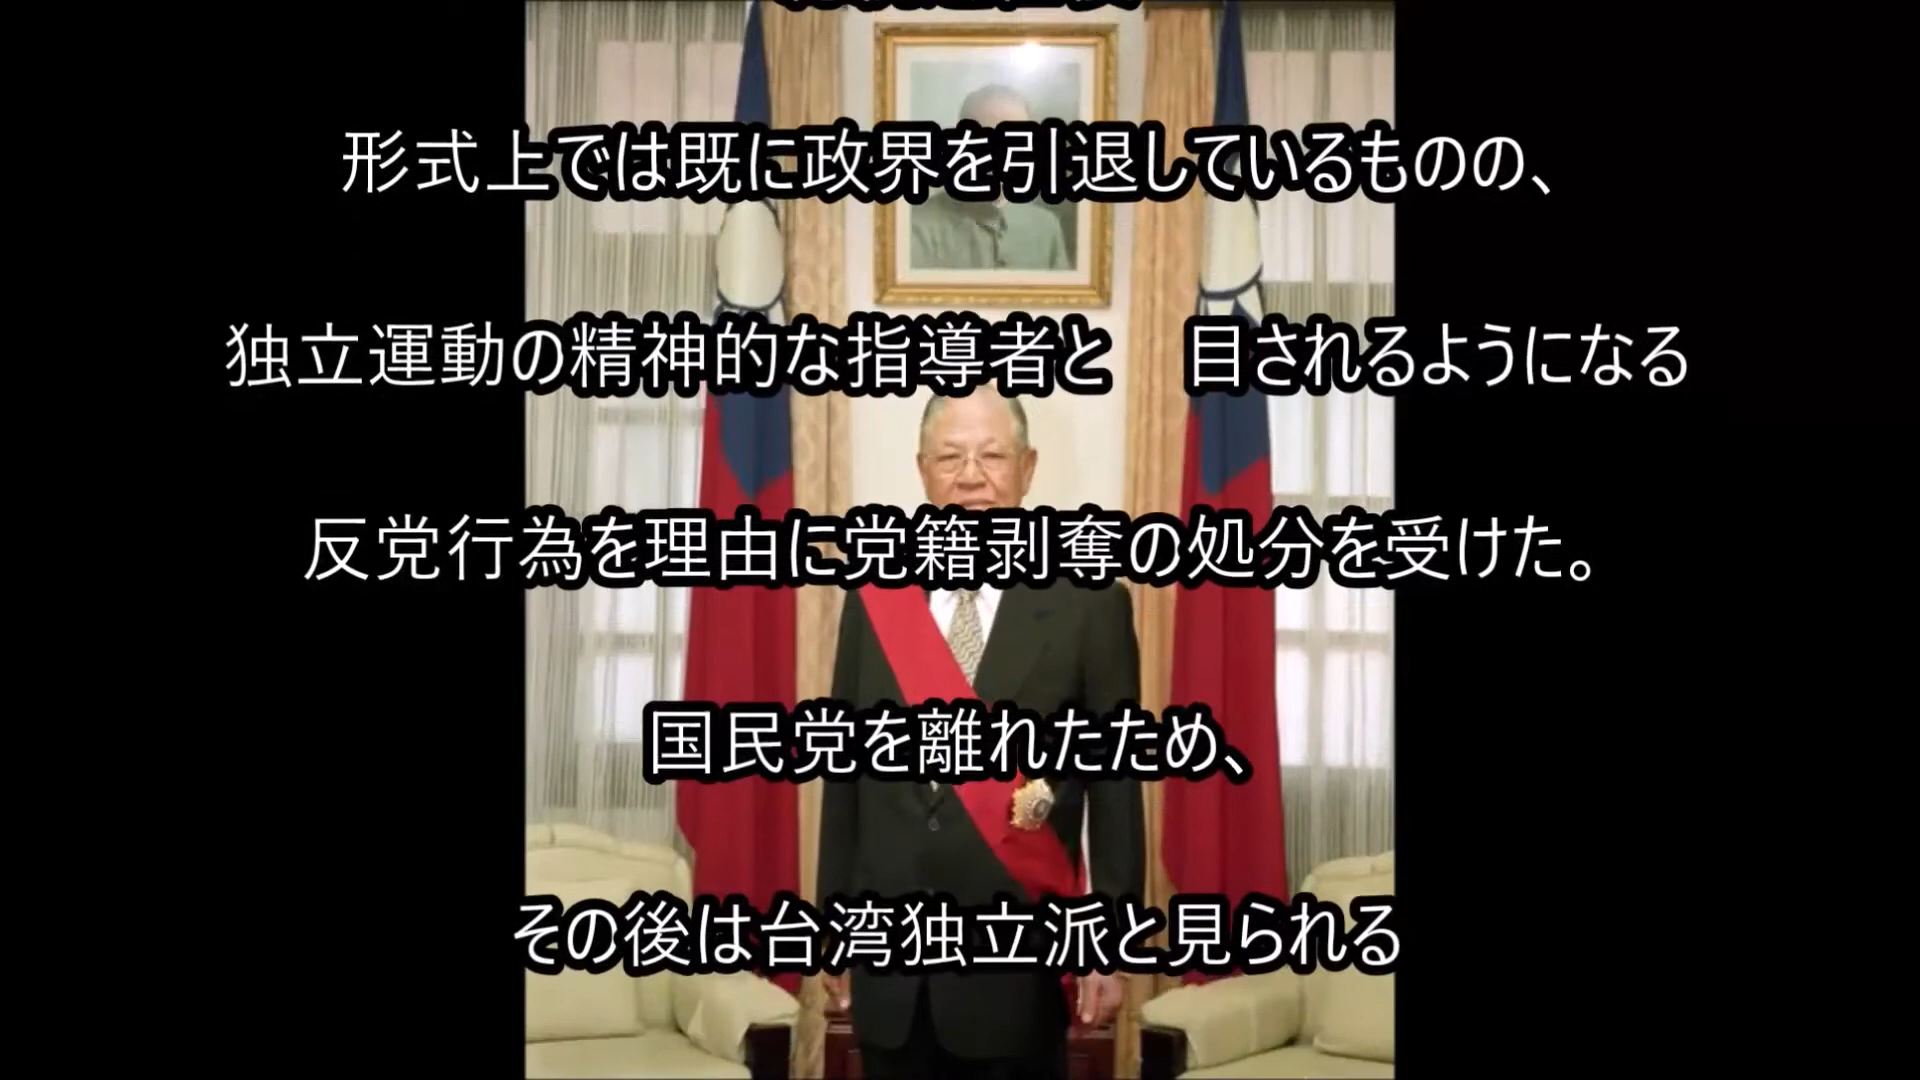 形式上では既に政界を引退しているものの、
独立運動の精神的な指導者と　目されるようになる
反党行為を理由に党籍剥奪の処分を受けた。
国民党を離れたため、
その後は台湾独立派と見られる